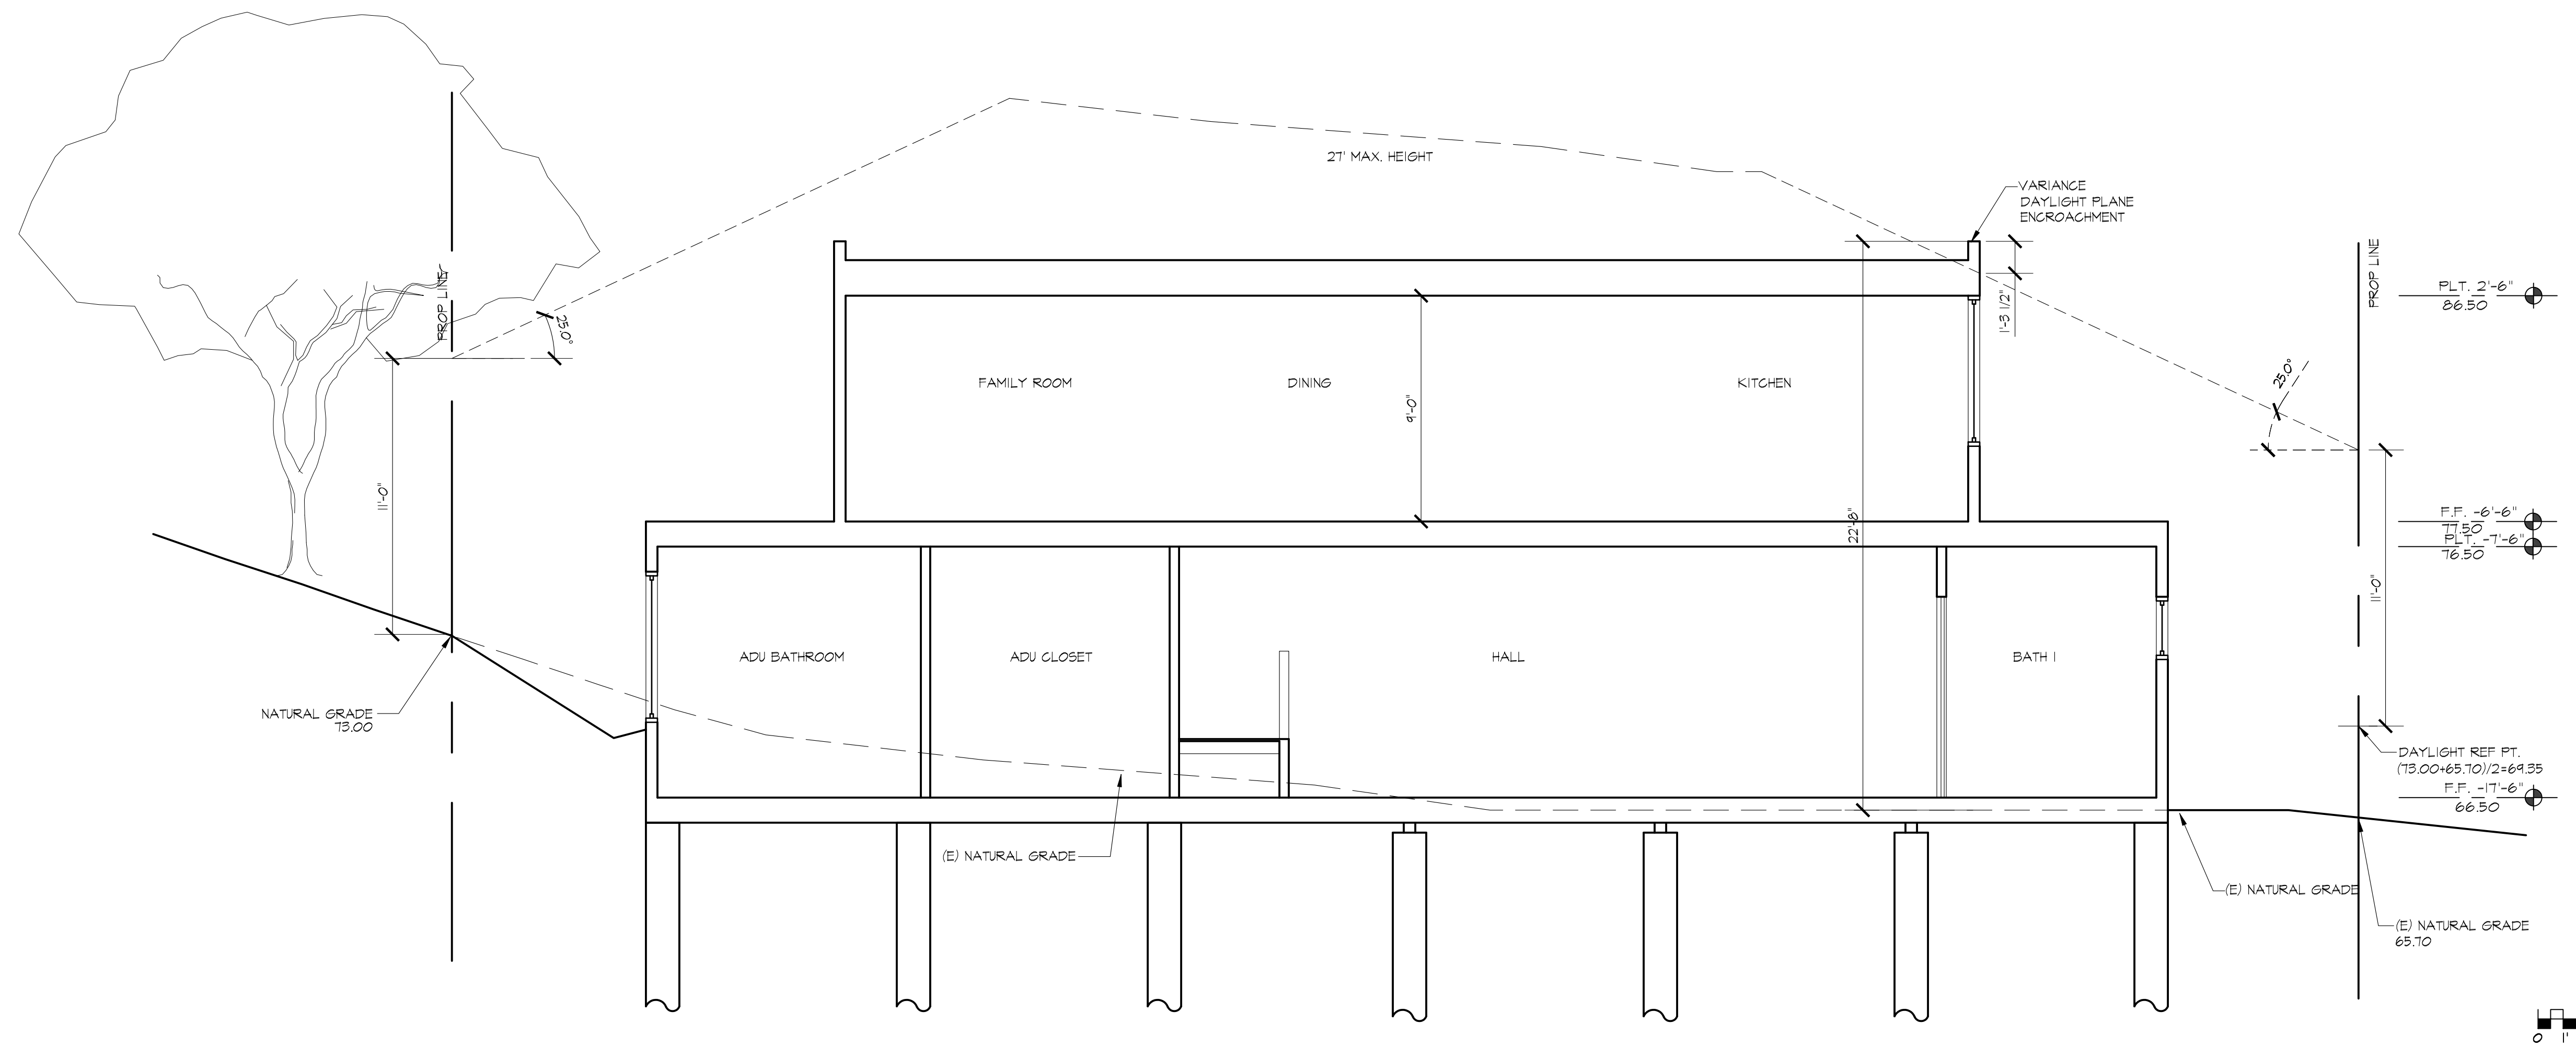 27' MAX. HEIGHT
VARIANCE
DAYLIGHT PLANE
ENCROACHMENT
PROP LINE
PROP LINE
PLT. 2'-6"
86.50
1'-3 1/2"
25.0°
25.0°
FAMILY ROOM
DINING
KITCHEN
9'-0"
11'-0"
22'-8"
F.F. -6'-6"
77.50
PLT. -7'-6"
76.50
11'-0"
ADU BATHROOM
ADU CLOSET
HALL
BATH 1
NATURAL GRADE
73.00
DAYLIGHT REF PT.
(73.00+65.70)/2=69.35
F.F. -17'-6"
66.50
(E) NATURAL GRADE
(E) NATURAL GRADE
(E) NATURAL GRADE
65.70
0 1'